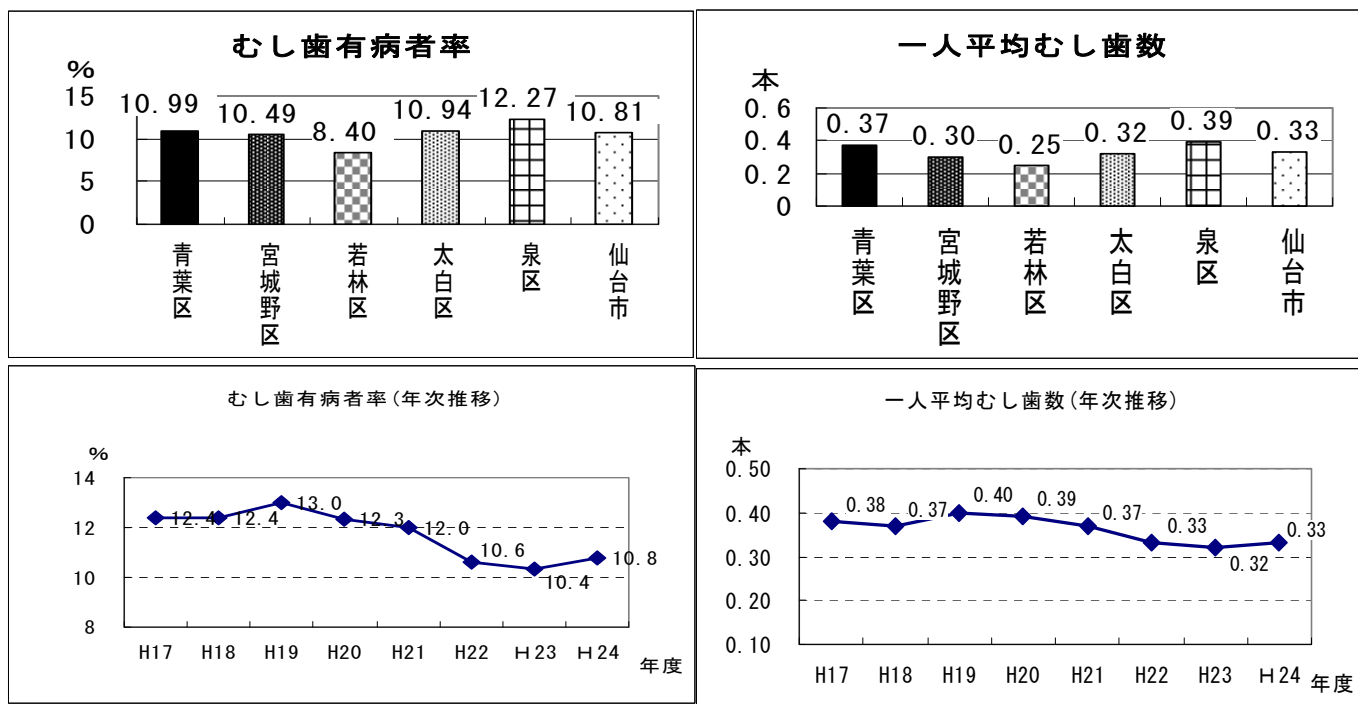 むし歯有病者率
%
15
10
5
0
10.99
10.49
8.40
10.94
12.27
10.81
青葉区
宮城野区
若林区
太白区
泉区
仙台市
一人平均むし歯数
本
0.6
0.4
0.2
0
0.37
0.30
0.25
0.32
0.39
0.33
青葉区
宮城野区
若林区
太白区
泉区
仙台市
むし歯有病者率(年次推移)
%
14
12
10
8
12.4
12.4
13.0
12.3
12.0
10.6
10.4
10.8
H17 H18 H19 H20 H21 H22 H23 H24 年度
一人平均むし歯数(年次推移)
本
0.50
0.40
0.30
0.20
0.10
0.38
0.37
0.40
0.39
0.37
0.33
0.32
0.33
H17 H18 H19 H20 H21 H22 H23 H24 年度